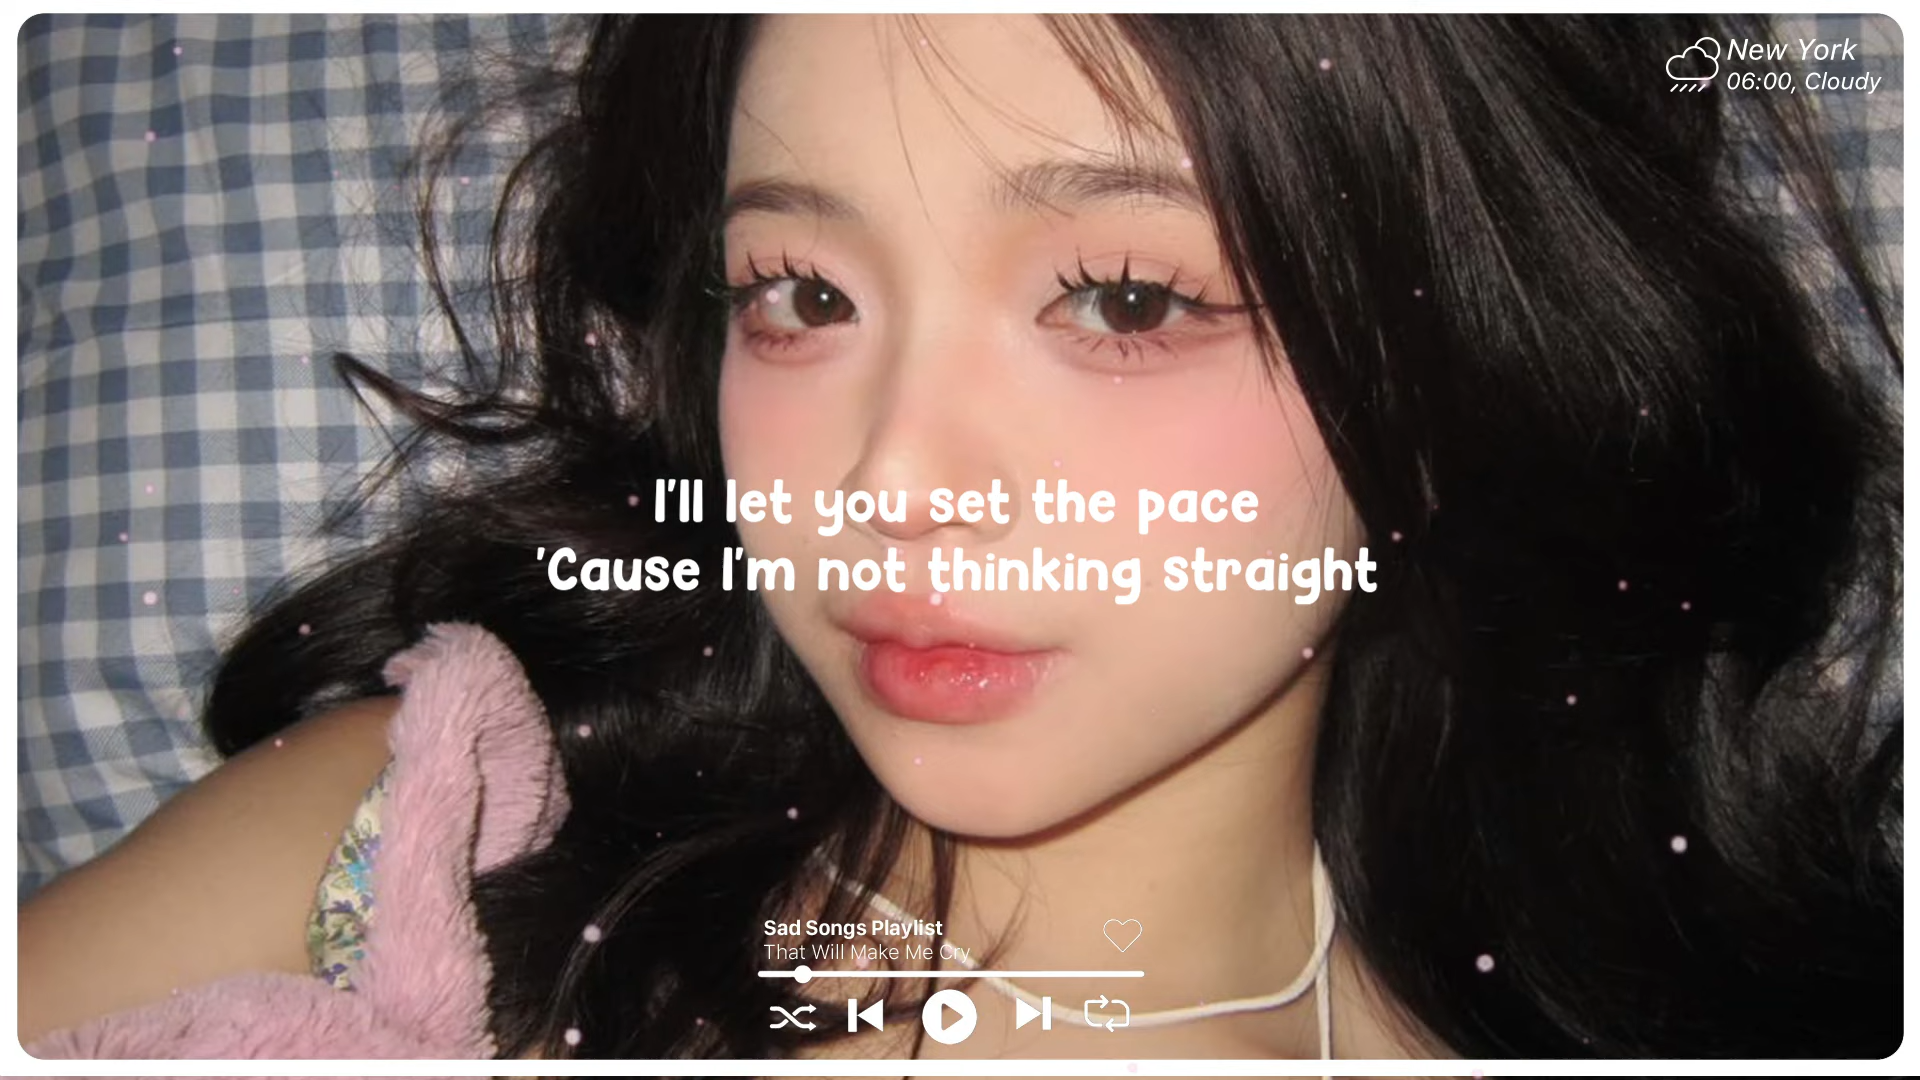 New York
06:00, Cloudy
I'll let you set the pace
'Cause I'm not thinking straight
Sad Songs Playlist
That Will Make Me Cry